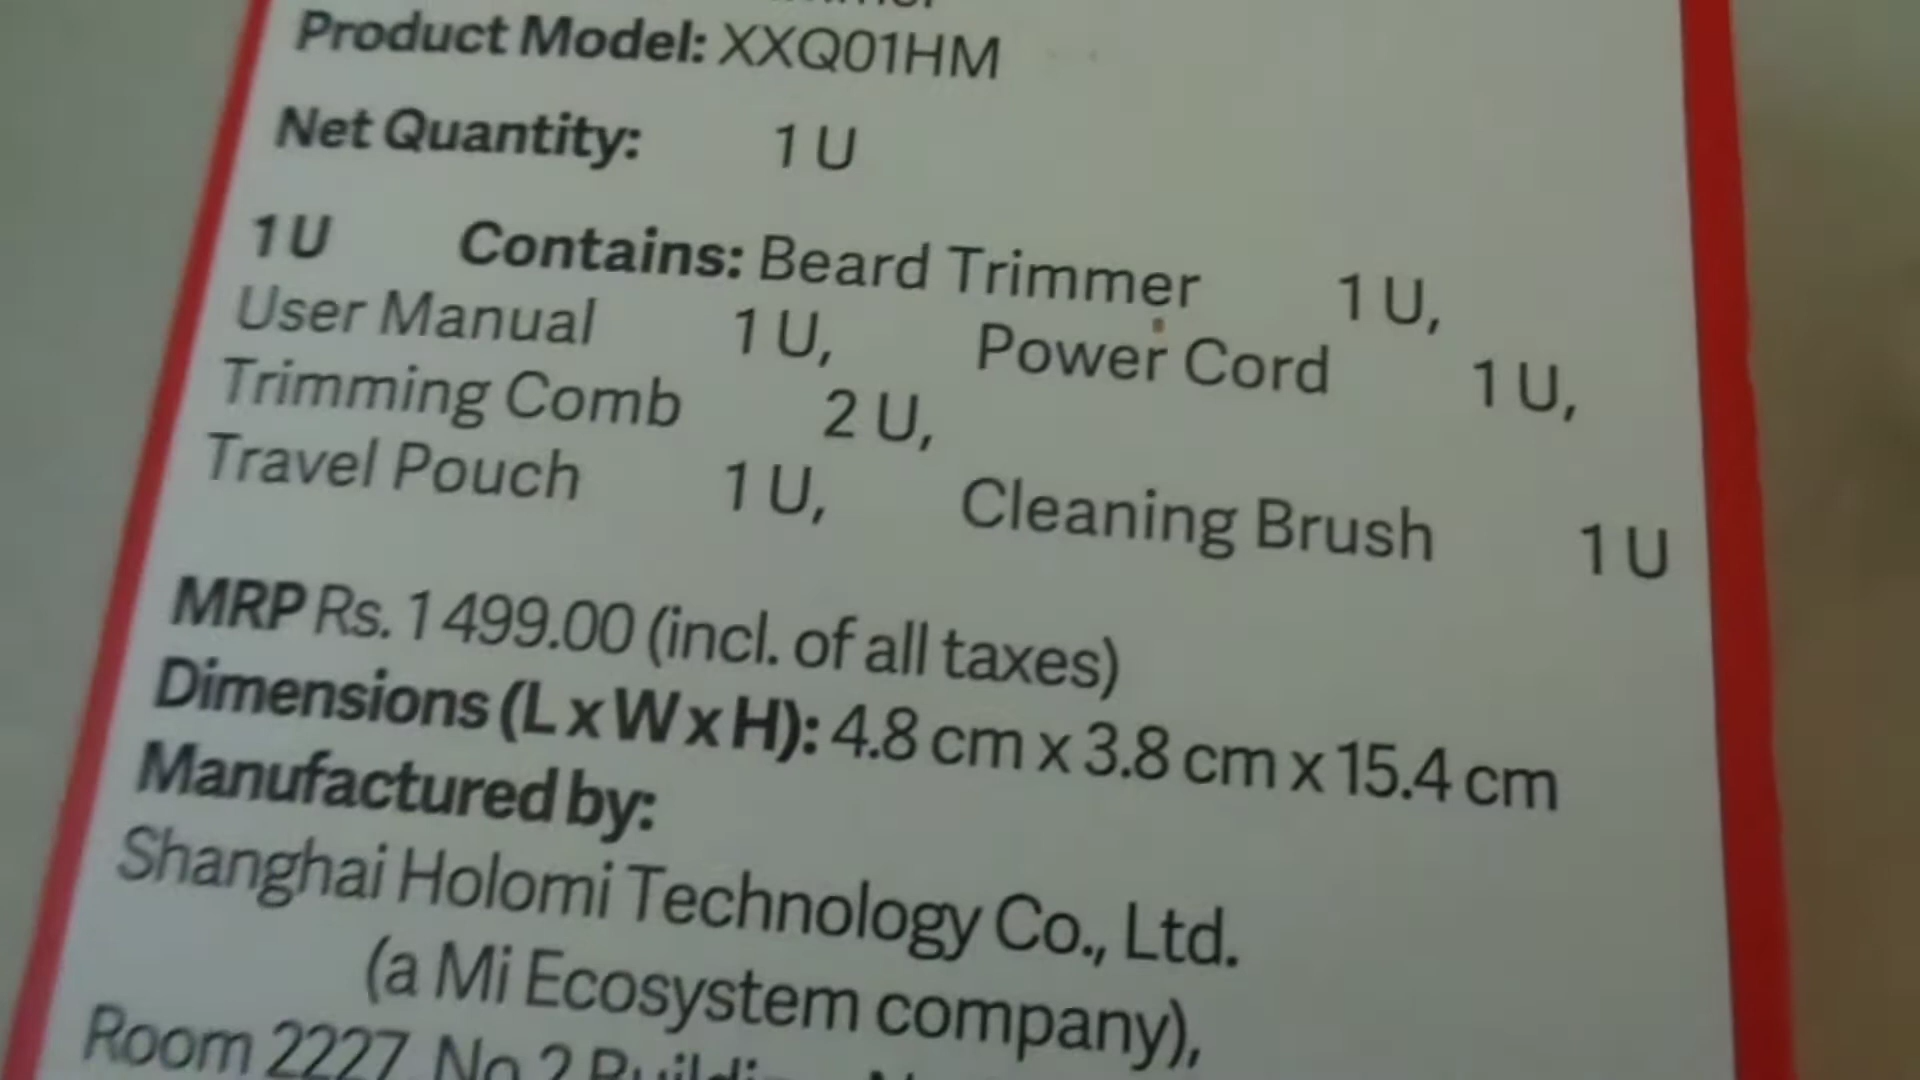 Product Model: XXQ01HM
Net Quantity: 1 U
1 U Contains: Beard Trimmer 1 U,
User Manual 1 U, Power Cord 1 U,
Trimming Comb 2 U,
Travel Pouch 1 U, Cleaning Brush 1 U
MRP Rs. 1 499.00 (incl. of all taxes)
Dimensions (L x W x H): 4.8 cm x 3.8 cm x 15.4 cm
Manufactured by:
Shanghai Holomi Technology Co., Ltd.
(a Mi Ecosystem company),
Room 2227, No 2